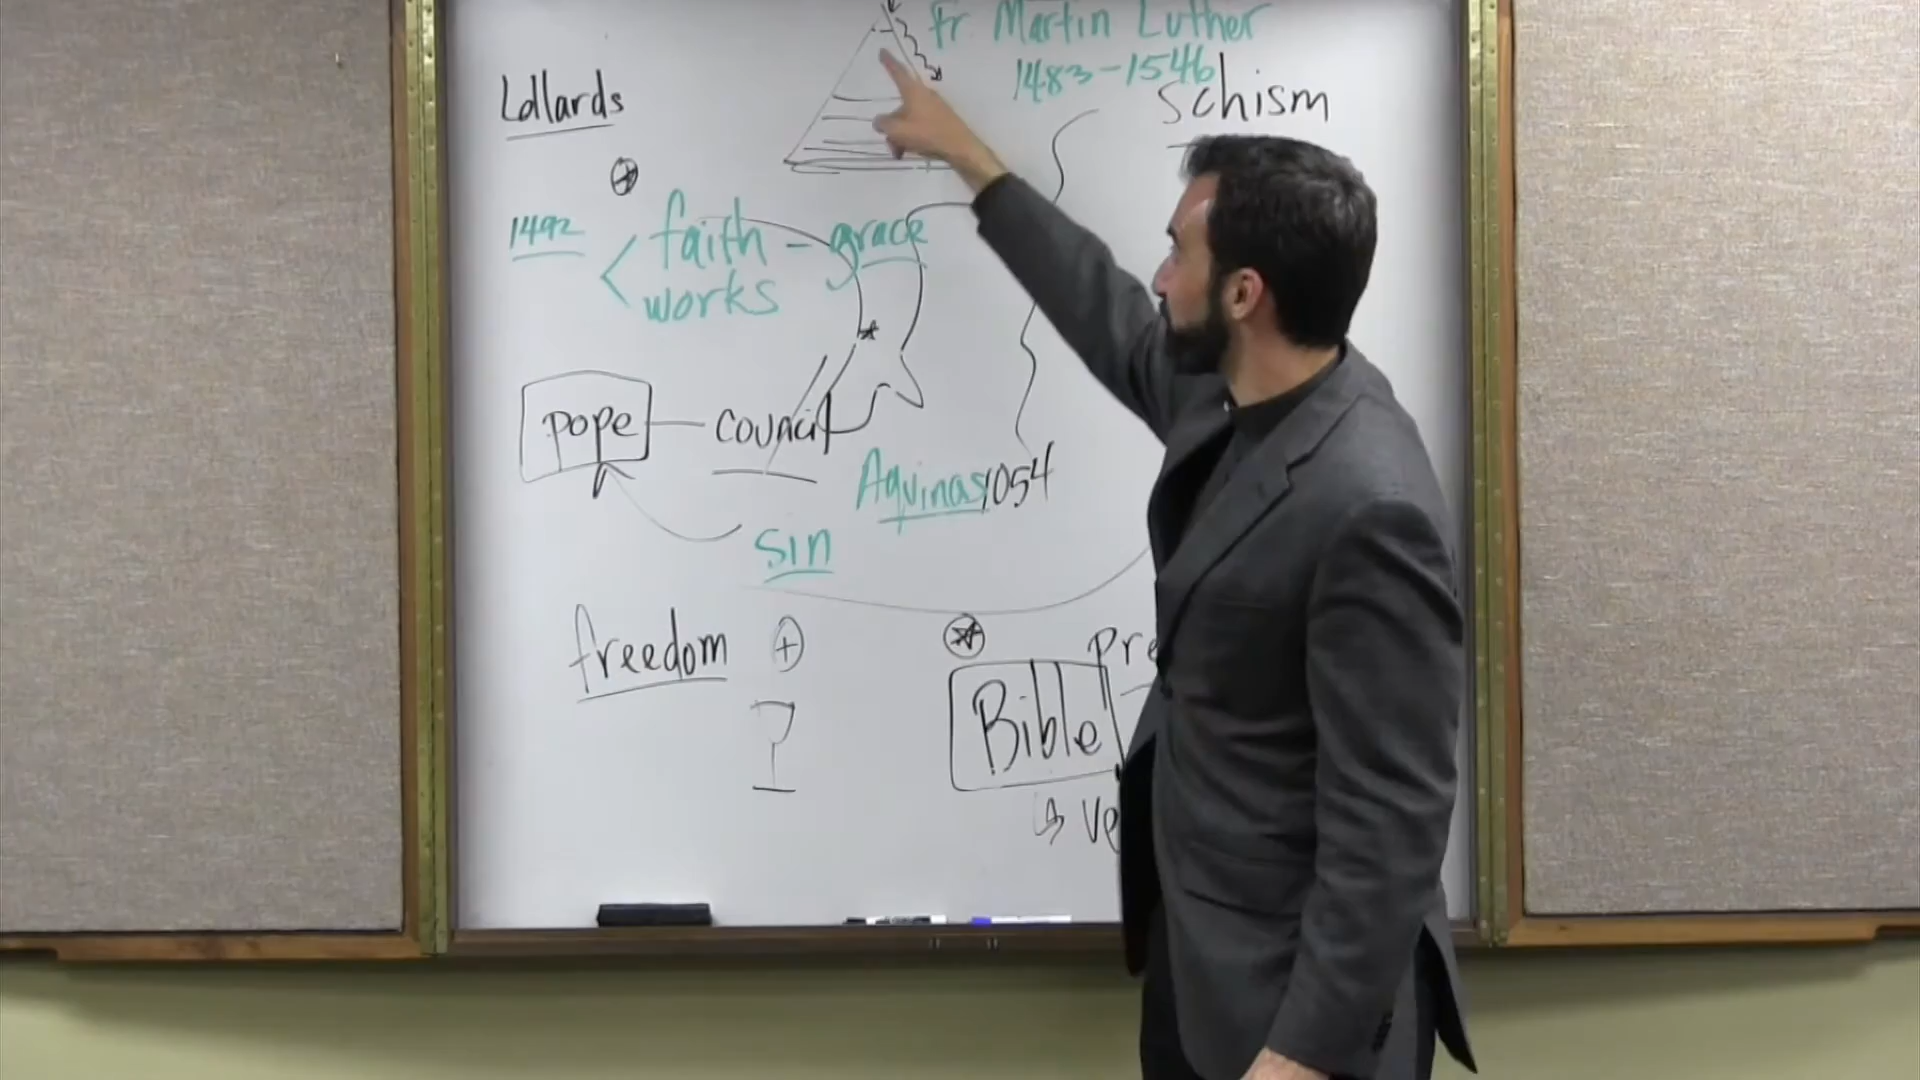 Fr. Martin Luther
1483-1546
Lollards
schism
1492
faith - grace
works
pope
council
Aquinas
1054
sin
freedom
Bible